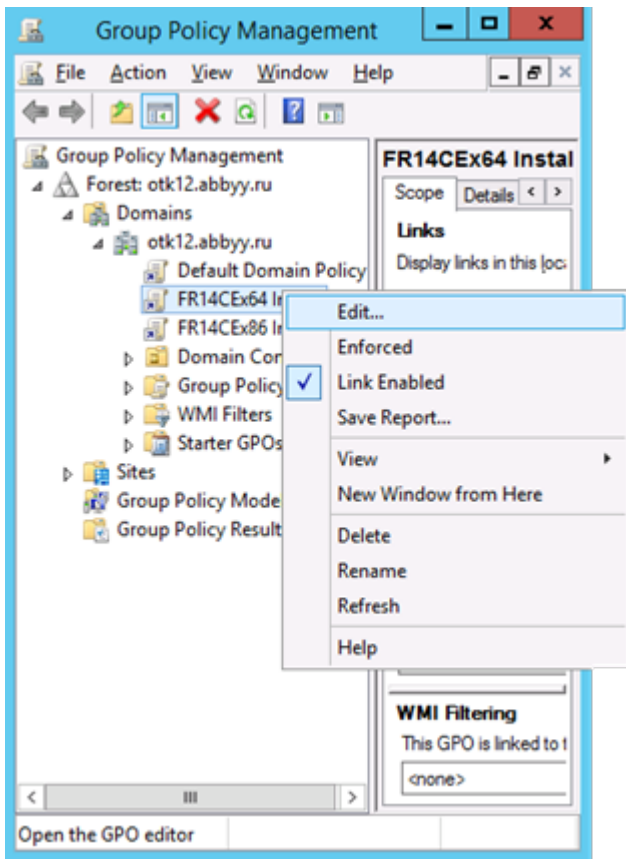 Group Policy Management
File Action View Window Help
Group Policy Management
Forest: otk12.abbyy.ru
Domains
otk12.abbyy.ru
Default Domain Policy
FR14CEx64 In
FR14CEx86 In
Domain Con
Group Policy
WMI Filters
Starter GPOs
Sites
Group Policy Mode
Group Policy Result
FR14CEx64 Instal
Scope Details
Links
Display links in this loc
Edit...
Enforced
Link Enabled
Save Report...
View
New Window from Here
Delete
Rename
Refresh
Help
WMI Filtering
This GPO is linked to t
<none>
Open the GPO editor